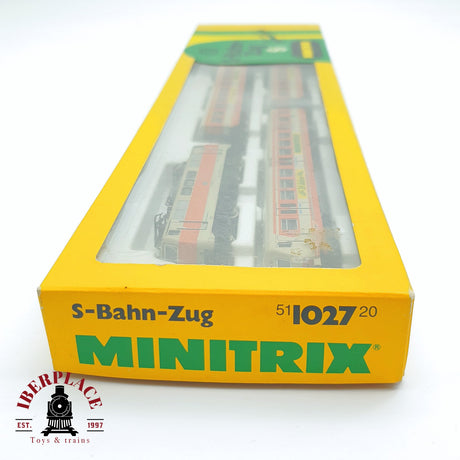 S-Bahn-Zug 51 1027 20
MINITRIX®
IBERPLACE
EST. 1997
Toys & trains